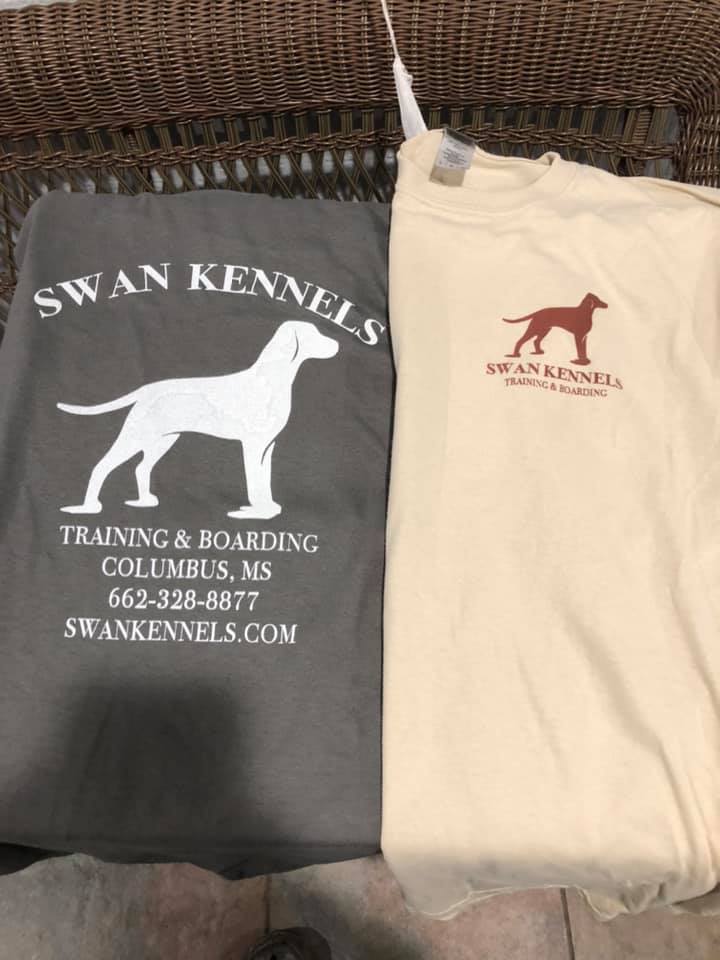 SWAN KENNELS
TRAINING & BOARDING
COLUMBUS, MS
662-328-8877
SWANKENNELS.COM
SWAN KENNELS
TRAINING & BOARDING